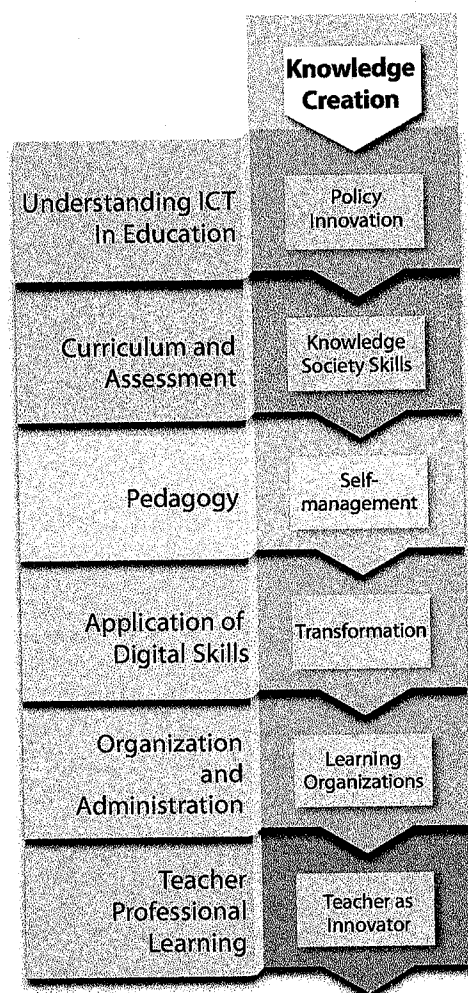 Knowledge
Creation
Understanding ICT
In Education
Policy
Innovation
Curriculum and
Assessment
Knowledge
Society Skills
Pedagogy
Self-
management
Application of
Digital Skills
Transformation
Organization
and
Administration
Learning
Organizations
Teacher
Professional
Learning
Teacher as
Innovator